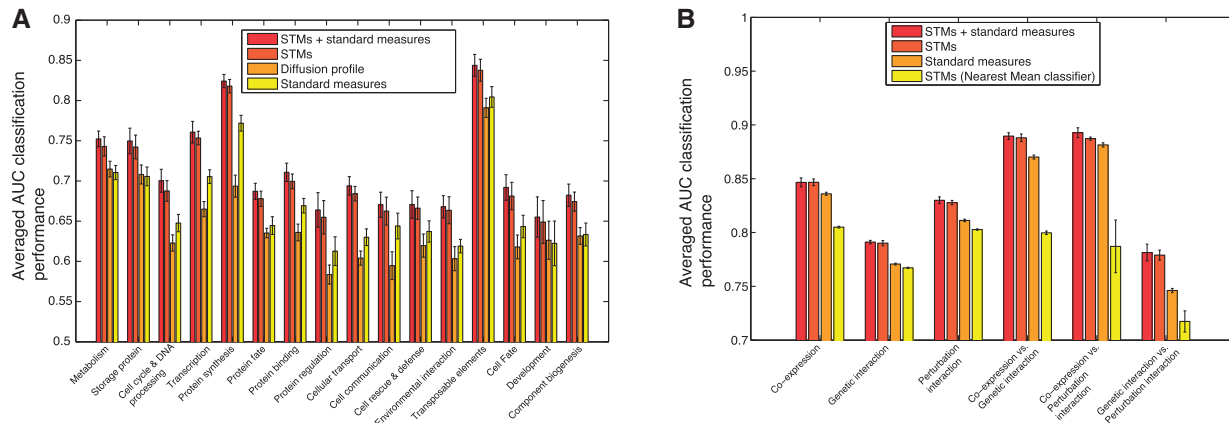 A
Averaged AUC classification
performance
0.9
0.85
0.8
0.75
0.7
0.65
0.6
0.55
0.5
STMs + standard measures
STMs
Diffusion profile
Standard measures
Metabolism
Storage protein
Cell cycle & DNA
processing
Transcription
Protein synthesis
Protein fate
Protein binding
Protein regulation
Cellular transport
Cell communication
Cell rescue & defense
Environmental interaction
Transposable elements
Cell Fate
Development
Component biogenesis
B
Averaged AUC classification
performance
1
0.95
0.9
0.85
0.8
0.75
0.7
STMs + standard measures
STMs
Standard measures
STMs (Nearest Mean classifier)
Co−expression
Genetic interaction
Perturbation
interaction
Co−expression vs.
Genetic interaction
Co−expression vs.
Perturbation
interaction
Genetic interaction vs.
Perturbation interaction